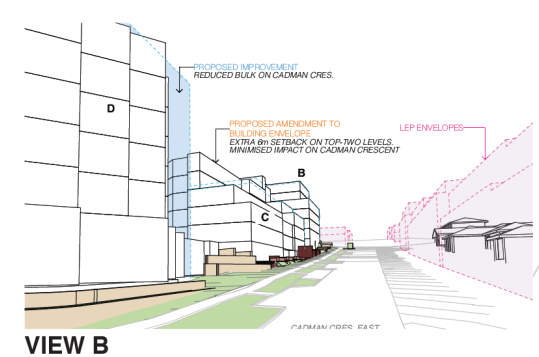 PROPOSED IMPROVEMENT
REDUCED BULK ON CADMAN CRES.
D
PROPOSED AMENDMENT TO
BUILDING ENVELOPE
EXTRA 6m SETBACK ON TOP-TWO LEVELS.
MINIMISED IMPACT ON CADMAN CRESCENT
LEP ENVELOPES
B
C
CADMAN CRES. EAST
VIEW B